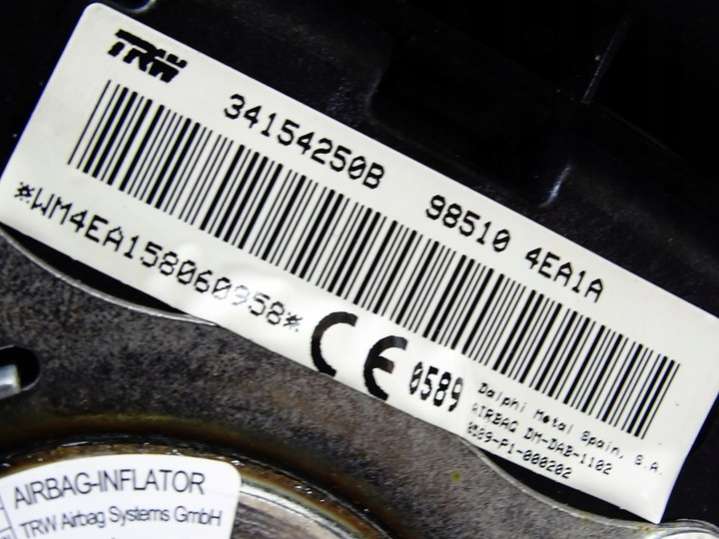 TRW
34154250B 98510 4EA1A
*WM4EA158060958*
CE 0589
Dalphi Metal Spain, S.A.
AIRBAG DM-DAB-1102
0589-P1-000202
AIRBAG-INFLATOR
TRW Airbag Systems GmbH